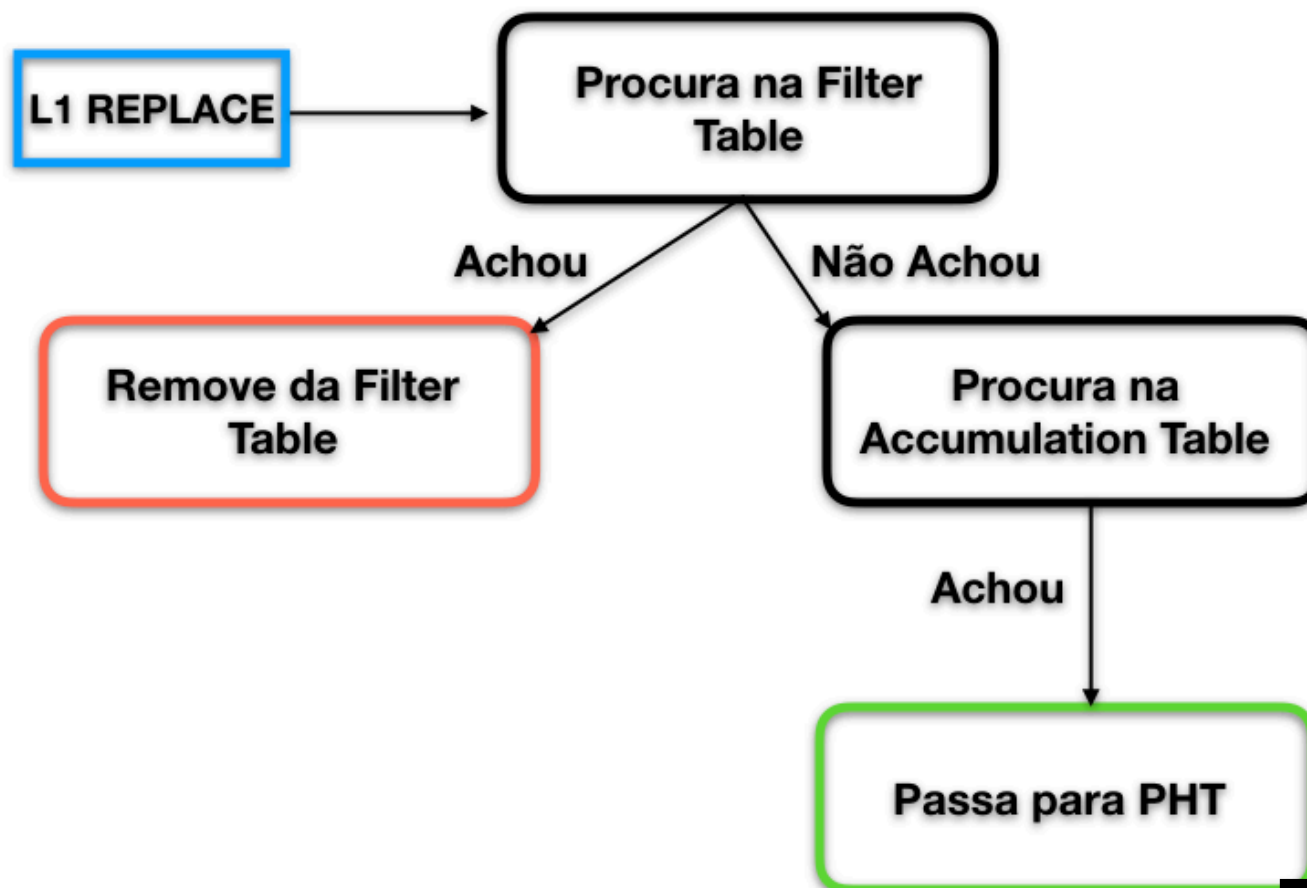 L1 REPLACE
Procura na Filter
Table
Achou
Não Achou
Remove da Filter
Table
Procura na
Accumulation Table
Achou
Passa para PHT